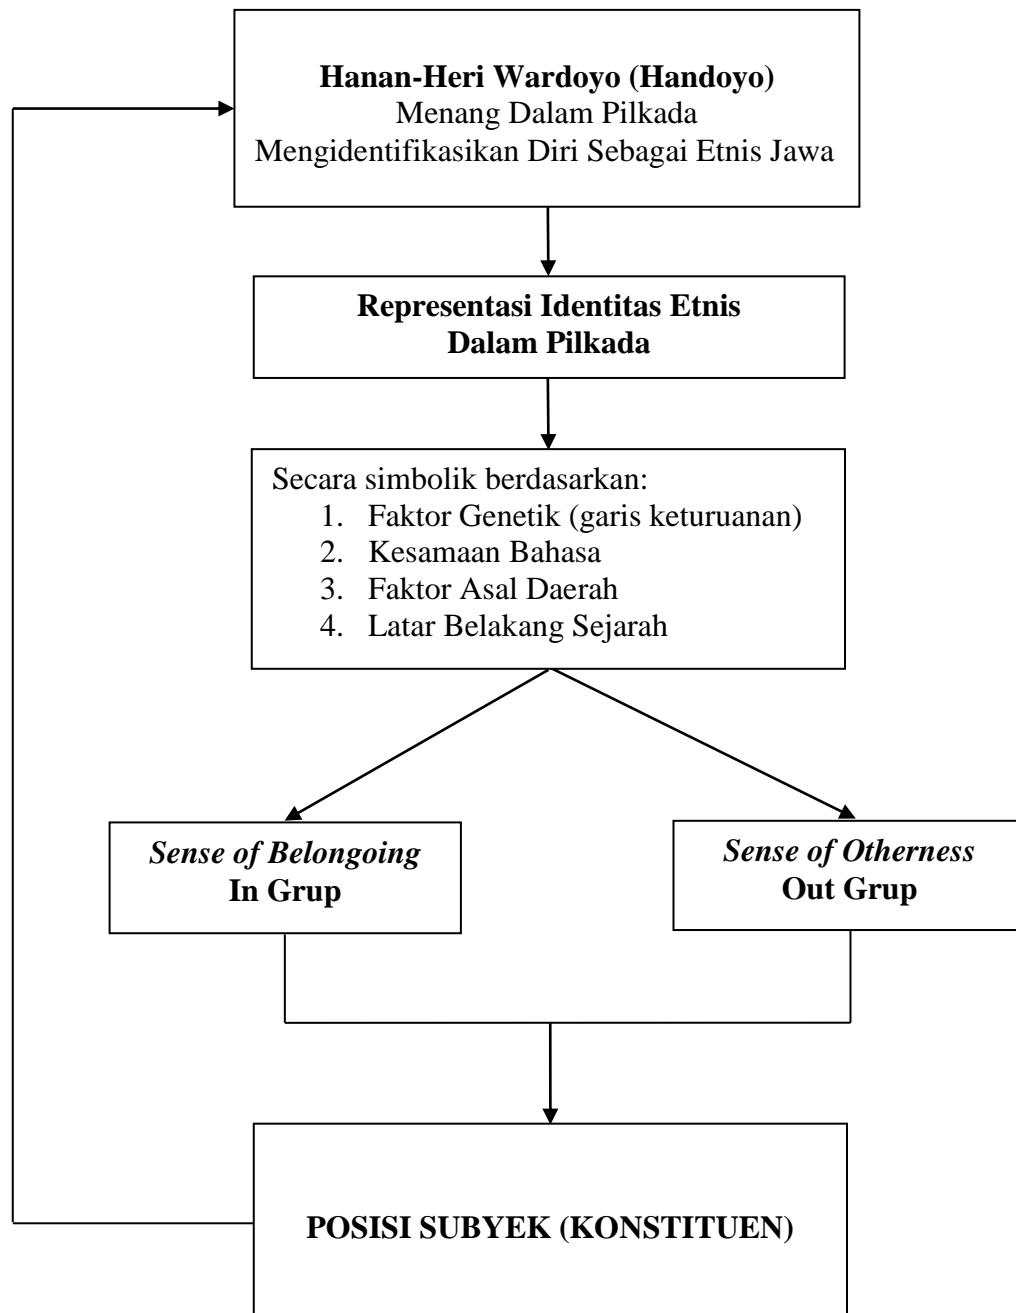 Hanan-Heri Wardoyo (Handoyo)
Menang Dalam Pilkada
Mengidentifikasikan Diri Sebagai Etnis Jawa
Representasi Identitas Etnis
Dalam Pilkada
Secara simbolik berdasarkan:
1. Faktor Genetik (garis keturuanan)
2. Kesamaan Bahasa
3. Faktor Asal Daerah
4. Latar Belakang Sejarah
Sense of Belongoing
In Grup
Sense of Otherness
Out Grup
POSISI SUBYEK (KONSTITUEN)